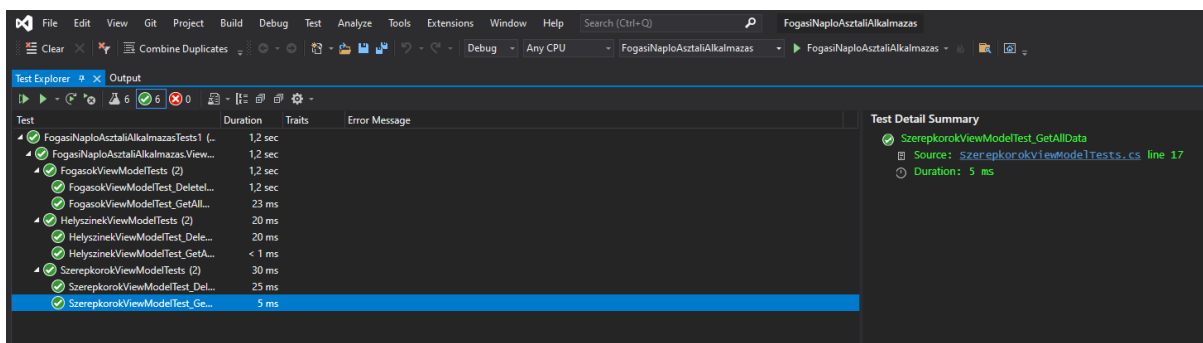 File Edit View Git Project Build Debug Test Analyze Tools Extensions Window Help Search (Ctrl+Q) FogasiNaploAsztaliAlkalmazas
Clear Combine Duplicates Debug Any CPU FogasiNaploAsztaliAlkalmazas FogasiNaploAsztaliAlkalmazas
Test Explorer Output
6 6 0
Test Duration Traits Error Message
FogasiNaploAsztaliAlkalmazasTests1 (... 1,2 sec
FogasiNaploAsztaliAlkalmazas.View... 1,2 sec
FogasokViewModelTests (2) 1,2 sec
FogasokViewModelTest_DeleteI... 1,2 sec
FogasokViewModelTest_GetAll... 23 ms
HelyszinekViewModelTests (2) 20 ms
HelyszinekViewModelTest_Dele... 20 ms
HelyszinekViewModelTest_GetA... < 1 ms
SzerepkorokViewModelTests (2) 30 ms
SzerepkorokViewModelTest_Del... 25 ms
SzerepkorokViewModelTest_Ge... 5 ms
Test Detail Summary
SzerepkorokViewModelTest_GetAllData
Source: SzerepkorokViewModelTests.cs line 17
Duration: 5 ms